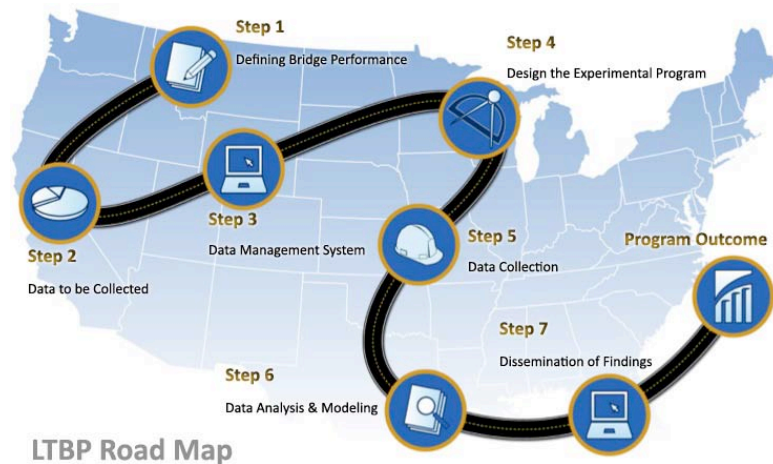 Step 1
Defining Bridge Performance
Step 2
Data to be Collected
Step 3
Data Management System
Step 4
Design the Experimental Program
Step 5
Data Collection
Step 6
Data Analysis & Modeling
Step 7
Dissemination of Findings
Program Outcome
LTBP Road Map